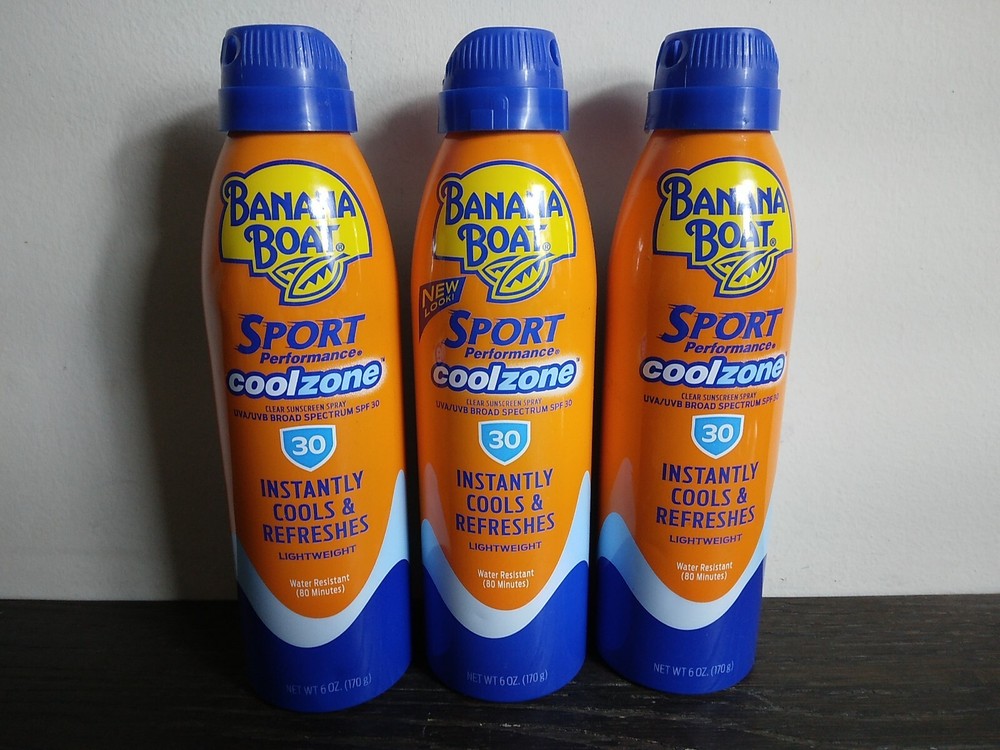 BANANA
BOAT®
SPORT
Performance®
coolzone™
CLEAR SUNSCREEN SPRAY
UVA/UVB BROAD SPECTRUM SPF 30
30
INSTANTLY
COOLS &
REFRESHES
LIGHTWEIGHT
Water Resistant
(80 Minutes)
NET WT 6 OZ. (170 g)
BANANA
BOAT®
NEW
LOOK!
SPORT
Performance®
coolzone™
CLEAR SUNSCREEN SPRAY
UVA/UVB BROAD SPECTRUM SPF 30
30
INSTANTLY
COOLS &
REFRESHES
LIGHTWEIGHT
Water Resistant
(80 Minutes)
NET WT 6 OZ. (170 g)
BANANA
BOAT®
SPORT
Performance®
coolzone
CLEAR SUNSCREEN SPRAY
UVA/UVB BROAD SPECTRUM SPF 30
30
INSTANTLY
COOLS &
REFRESHES
LIGHTWEIGHT
Water Resistant
(80 Minutes)
NET WT 6 OZ. (170 g)